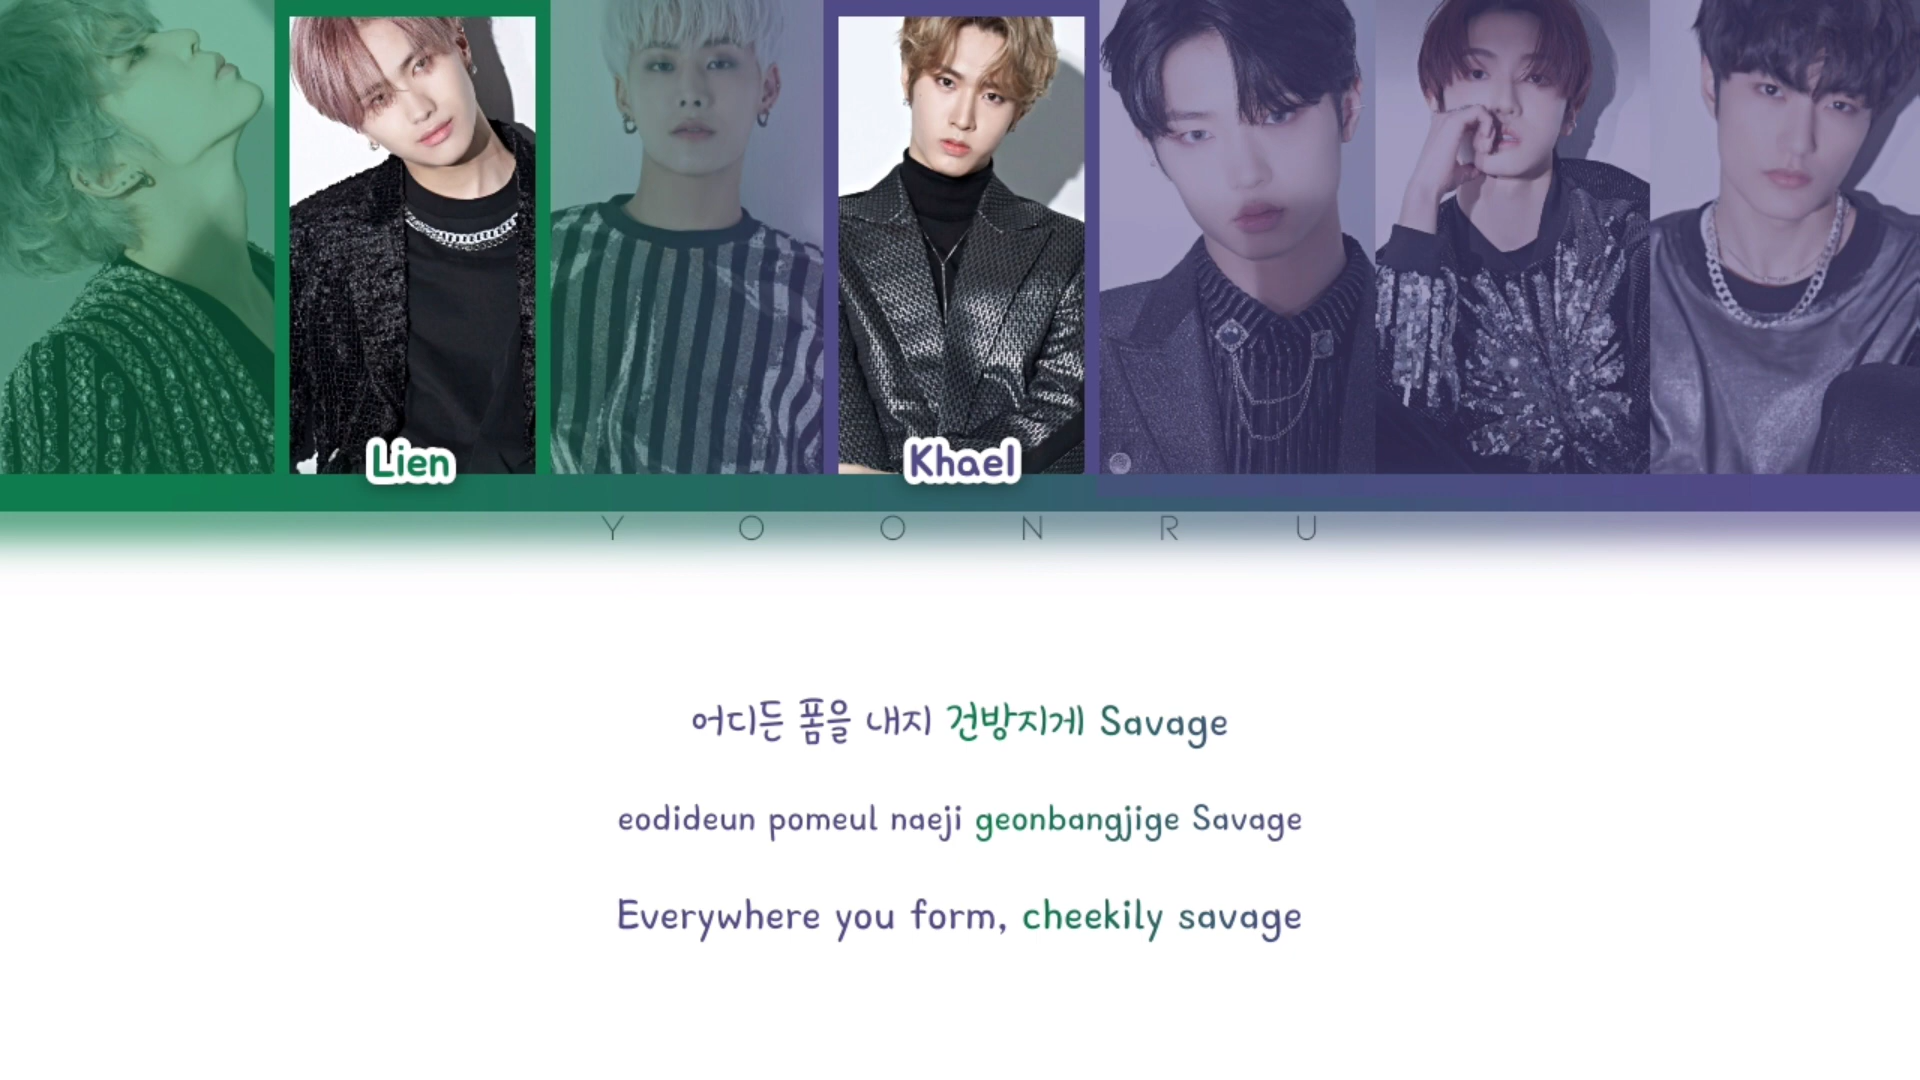 Lien
Khael
YOONRU
어디든 폼을 내지 건방지게 Savage
eodideun pomeul naeji geonbangjige Savage
Everywhere you form, cheekily savage